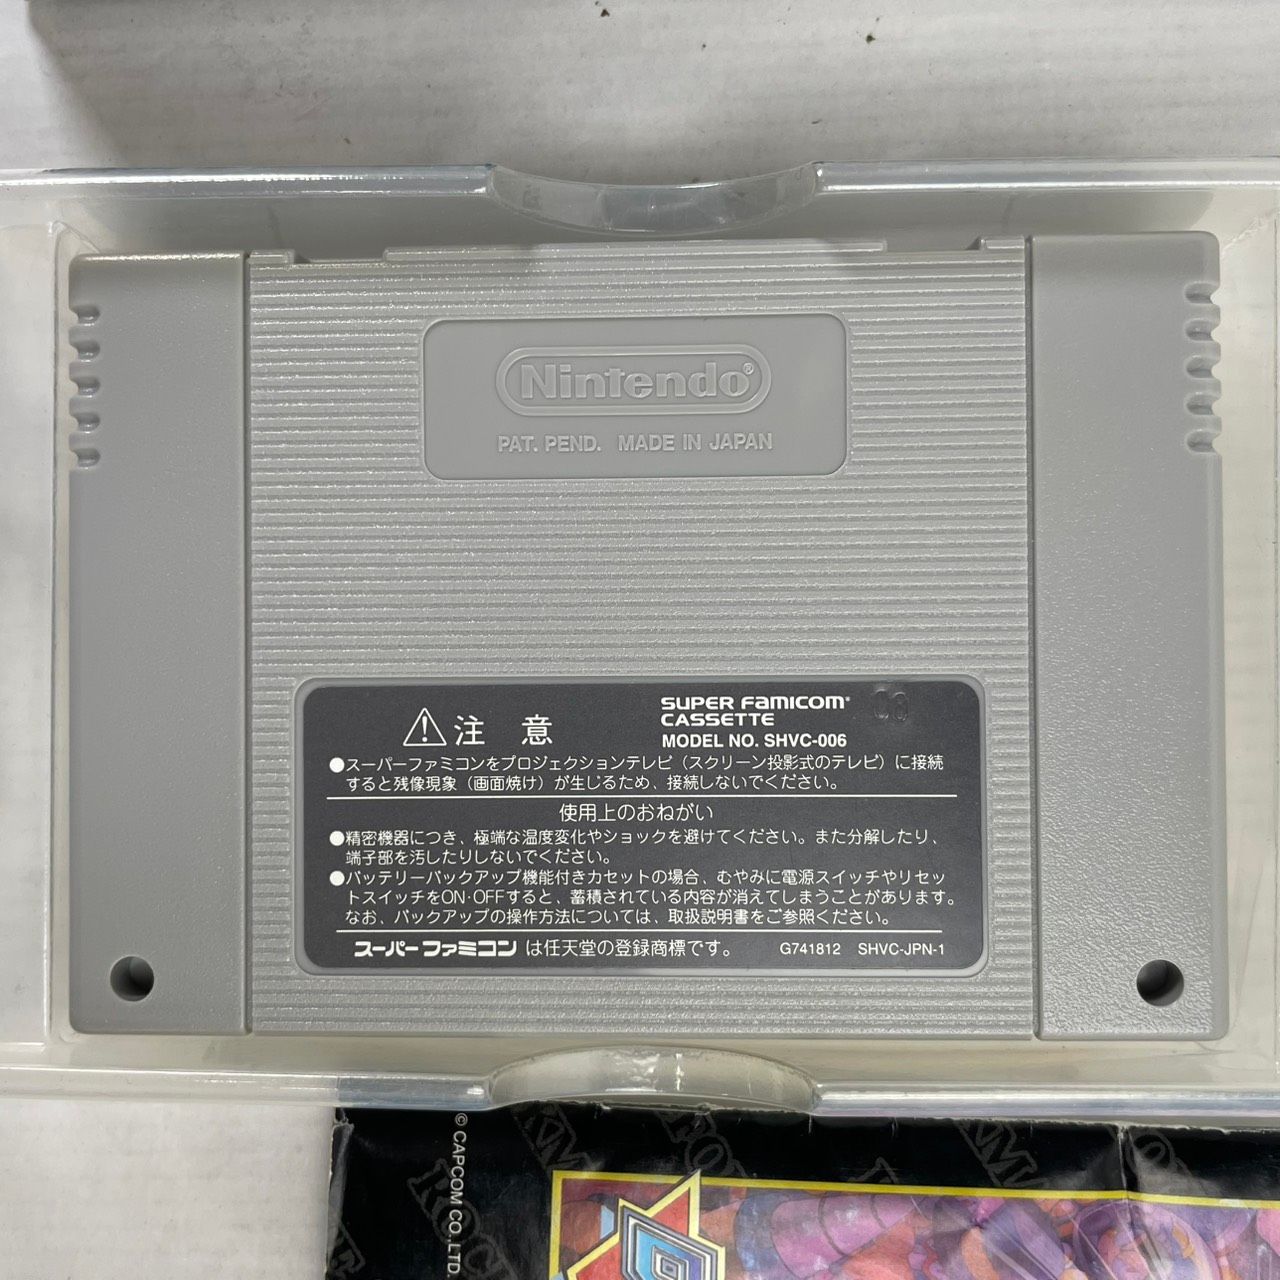 Nintendo®
PAT. PEND. MADE IN JAPAN
注 意
SUPER FAMICOM®
CASSETTE
MODEL NO. SHVC-006
●スーパーファミコンをプロジェクションテレビ（スクリーン投影式のテレビ）に接続
すると残像現象（画面焼け）が生じるため、接続しないでください。
使用上のおねがい
●精密機器につき、極端な温度変化やショックを避けてください。また分解したり、
端子部を汚したりしないでください。
●バッテリーバックアップ機能付きカセットの場合、むやみに電源スイッチやリセッ
トスイッチをON·OFFすると、蓄積されている内容が消えてしまうことがあります。
なお、バックアップの操作方法については、取扱説明書をご参照ください。
スーパーファミコン は任天堂の登録商標です。
G741812 SHVC-JPN-1
© CAPCOM CO., LTD.